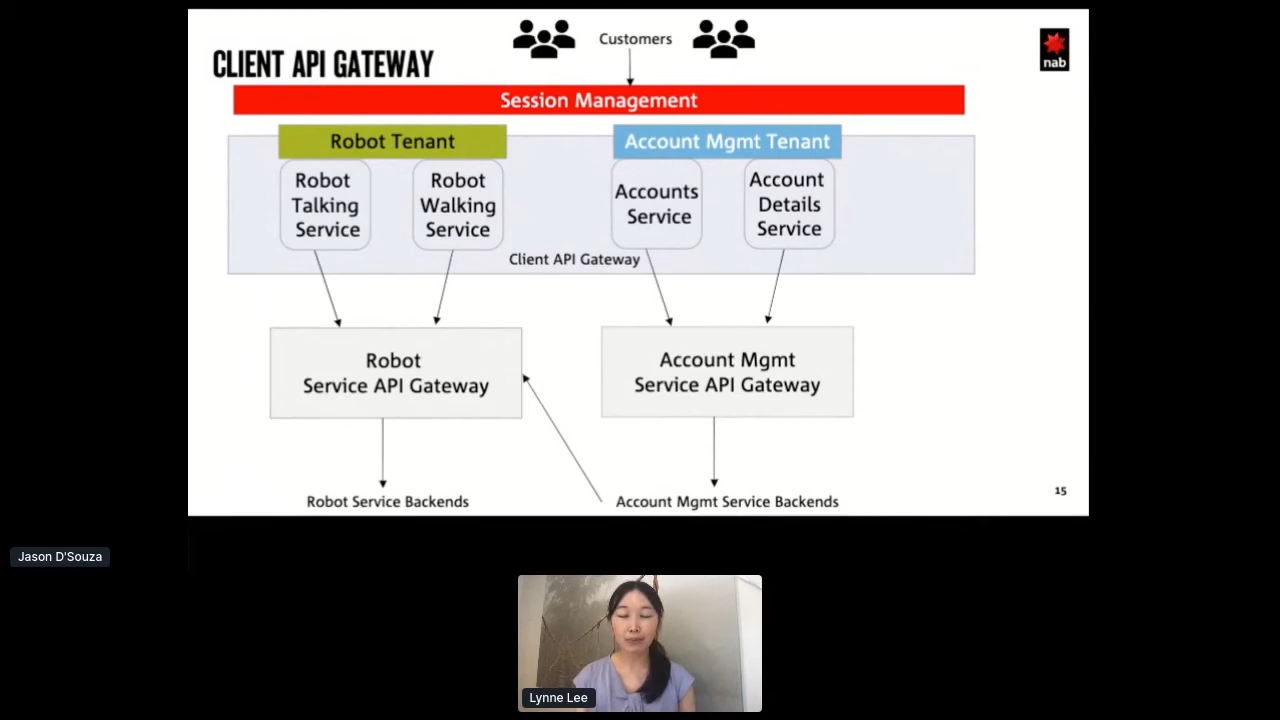 Customers
CLIENT API GATEWAY
nab
Session Management
Robot Tenant
Account Mgmt Tenant
Robot
Talking
Service
Robot
Walking
Service
Accounts
Service
Account
Details
Service
Client API Gateway
Robot
Service API Gateway
Account Mgmt
Service API Gateway
Robot Service Backends
Account Mgmt Service Backends
15
Jason D'Souza
Lynne Lee